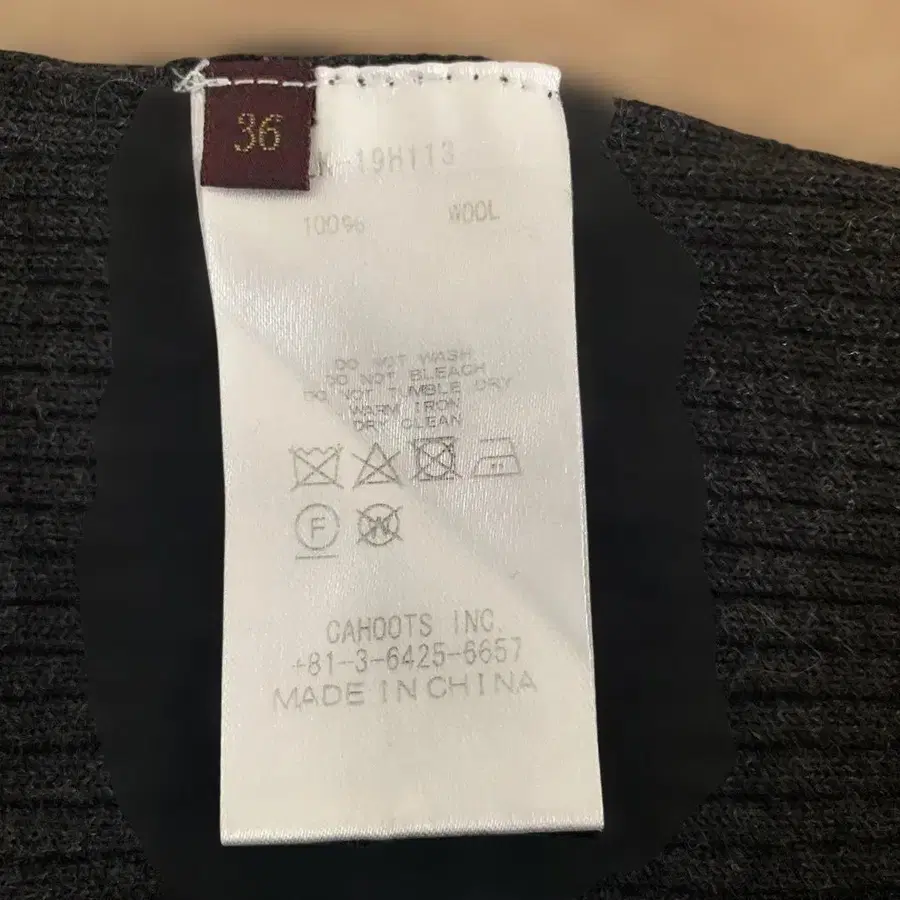 36
-19H113
100% WOOL
DO NOT WASH
DO NOT BLEACH
DO NOT TUMBLE DRY
WARM IRON
DRY CLEAN
F W
CAHOOTS INC.
+81-3-6425-6657
MADE IN CHINA